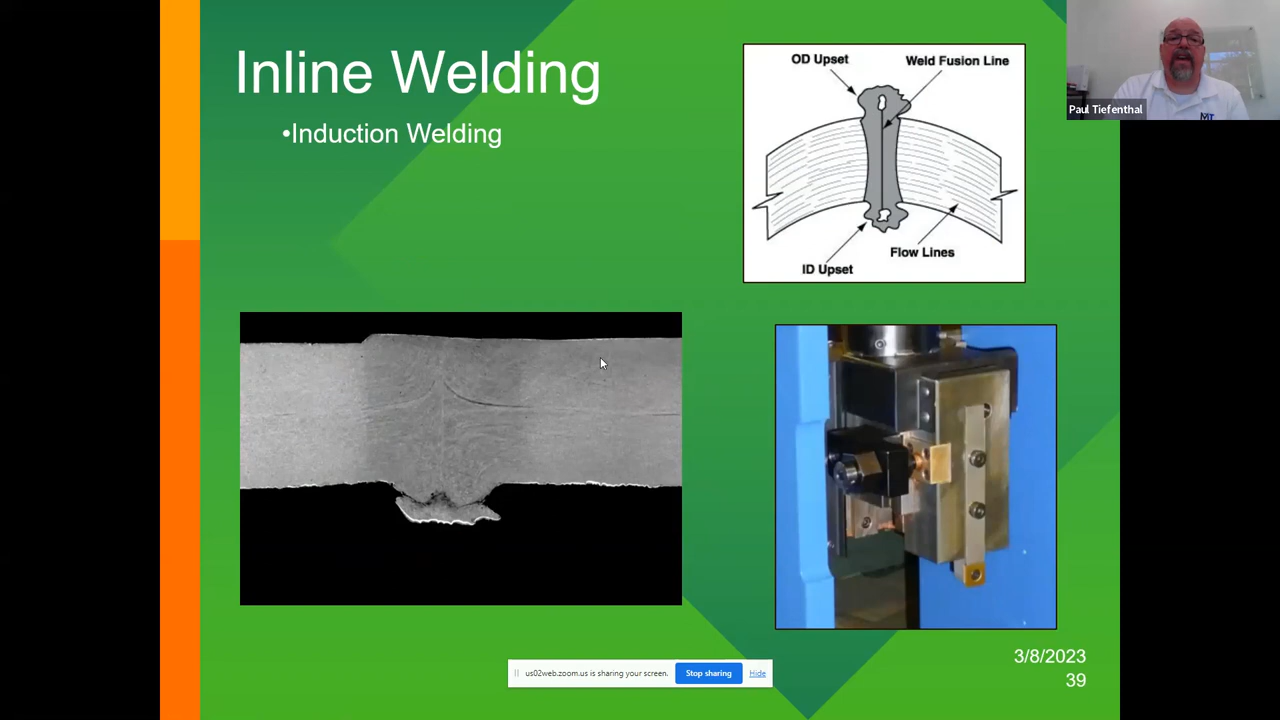 Inline Welding
•Induction Welding
OD Upset
Weld Fusion Line
Flow Lines
ID Upset
Paul Tiefenthal
MT
us02web.zoom.us is sharing your screen.
Stop sharing
Hide
3/8/2023
39